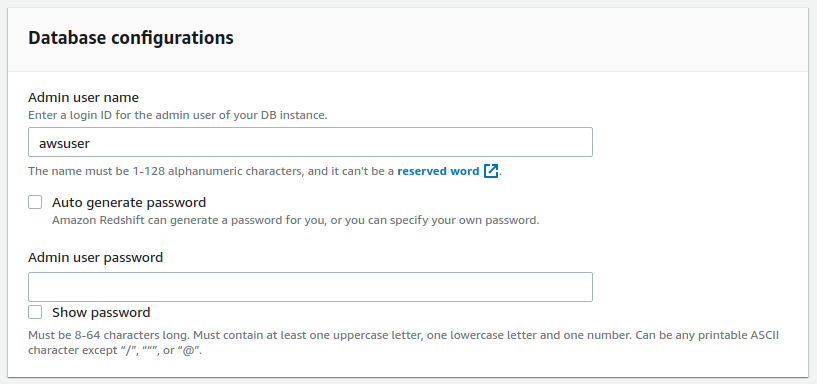 Database configurations
Admin user name
Enter a login ID for the admin user of your DB instance.
awsuser
The name must be 1-128 alphanumeric characters, and it can't be a reserved word.
Auto generate password
Amazon Redshift can generate a password for you, or you can specify your own password.
Admin user password
Show password
Must be 8-64 characters long. Must contain at least one uppercase letter, one lowercase letter and one number. Can be any printable ASCII
character except “/”, “"”, or “@”.